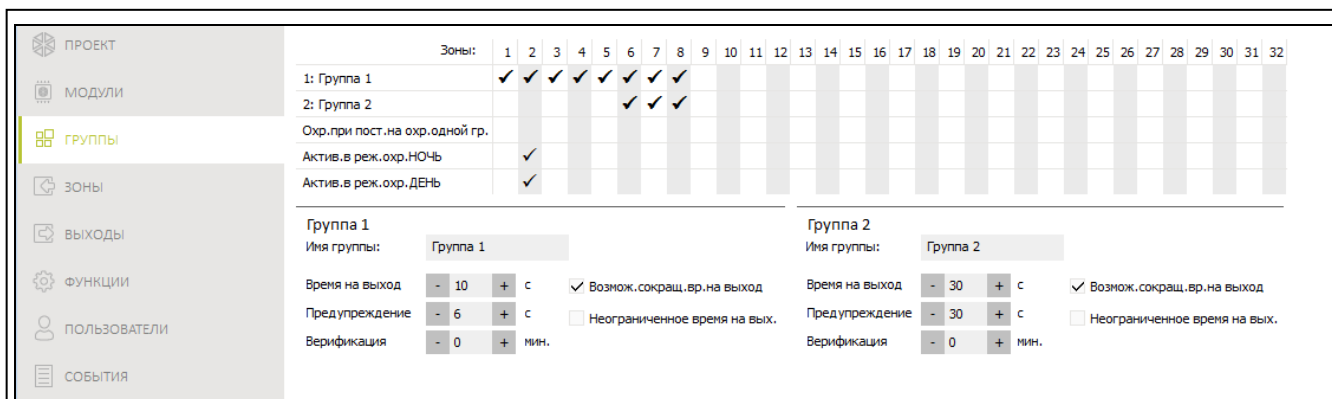 ПРОЕКТ
МОДУЛИ
ГРУППЫ
ЗОНЫ
ВЫХОДЫ
ФУНКЦИИ
ПОЛЬЗОВАТЕЛИ
СОБЫТИЯ
Зоны: 1 2 3 4 5 6 7 8 9 10 11 12 13 14 15 16 17 18 19 20 21 22 23 24 25 26 27 28 29 30 31 32
1: Группа 1 ✓ ✓ ✓ ✓ ✓ ✓ ✓ ✓
2: Группа 2 ✓ ✓ ✓
Охр.при пост.на охр.одной гр.
Актив.в реж.охр.НОЧЬ ✓
Актив.в реж.охр.ДЕНЬ ✓
Группа 1
Имя группы: Группа 1
Время на выход - 10 + с ✓ Возмож.сокращ.вр.на выход
Предупреждение - 6 + с Неограниченное время на вых.
Верификация - 0 + мин.
Группа 2
Имя группы: Группа 2
Время на выход - 30 + с ✓ Возмож.сокращ.вр.на выход
Предупреждение - 30 + с Неограниченное время на вых.
Верификация - 0 + мин.